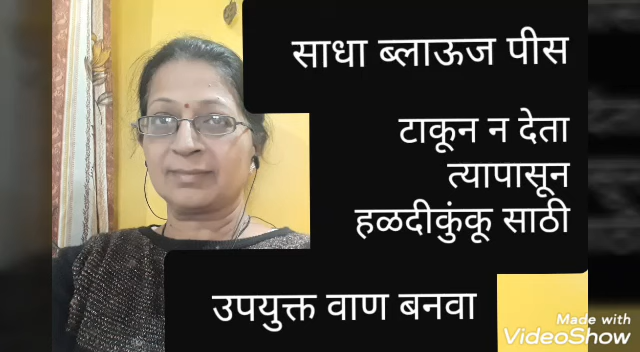 साधा ब्लाऊज पीस
टाकून न देता
त्यापासून
हळदीकुंकू साठी
उपयुक्त वाण बनवा
Made with
VideoShow